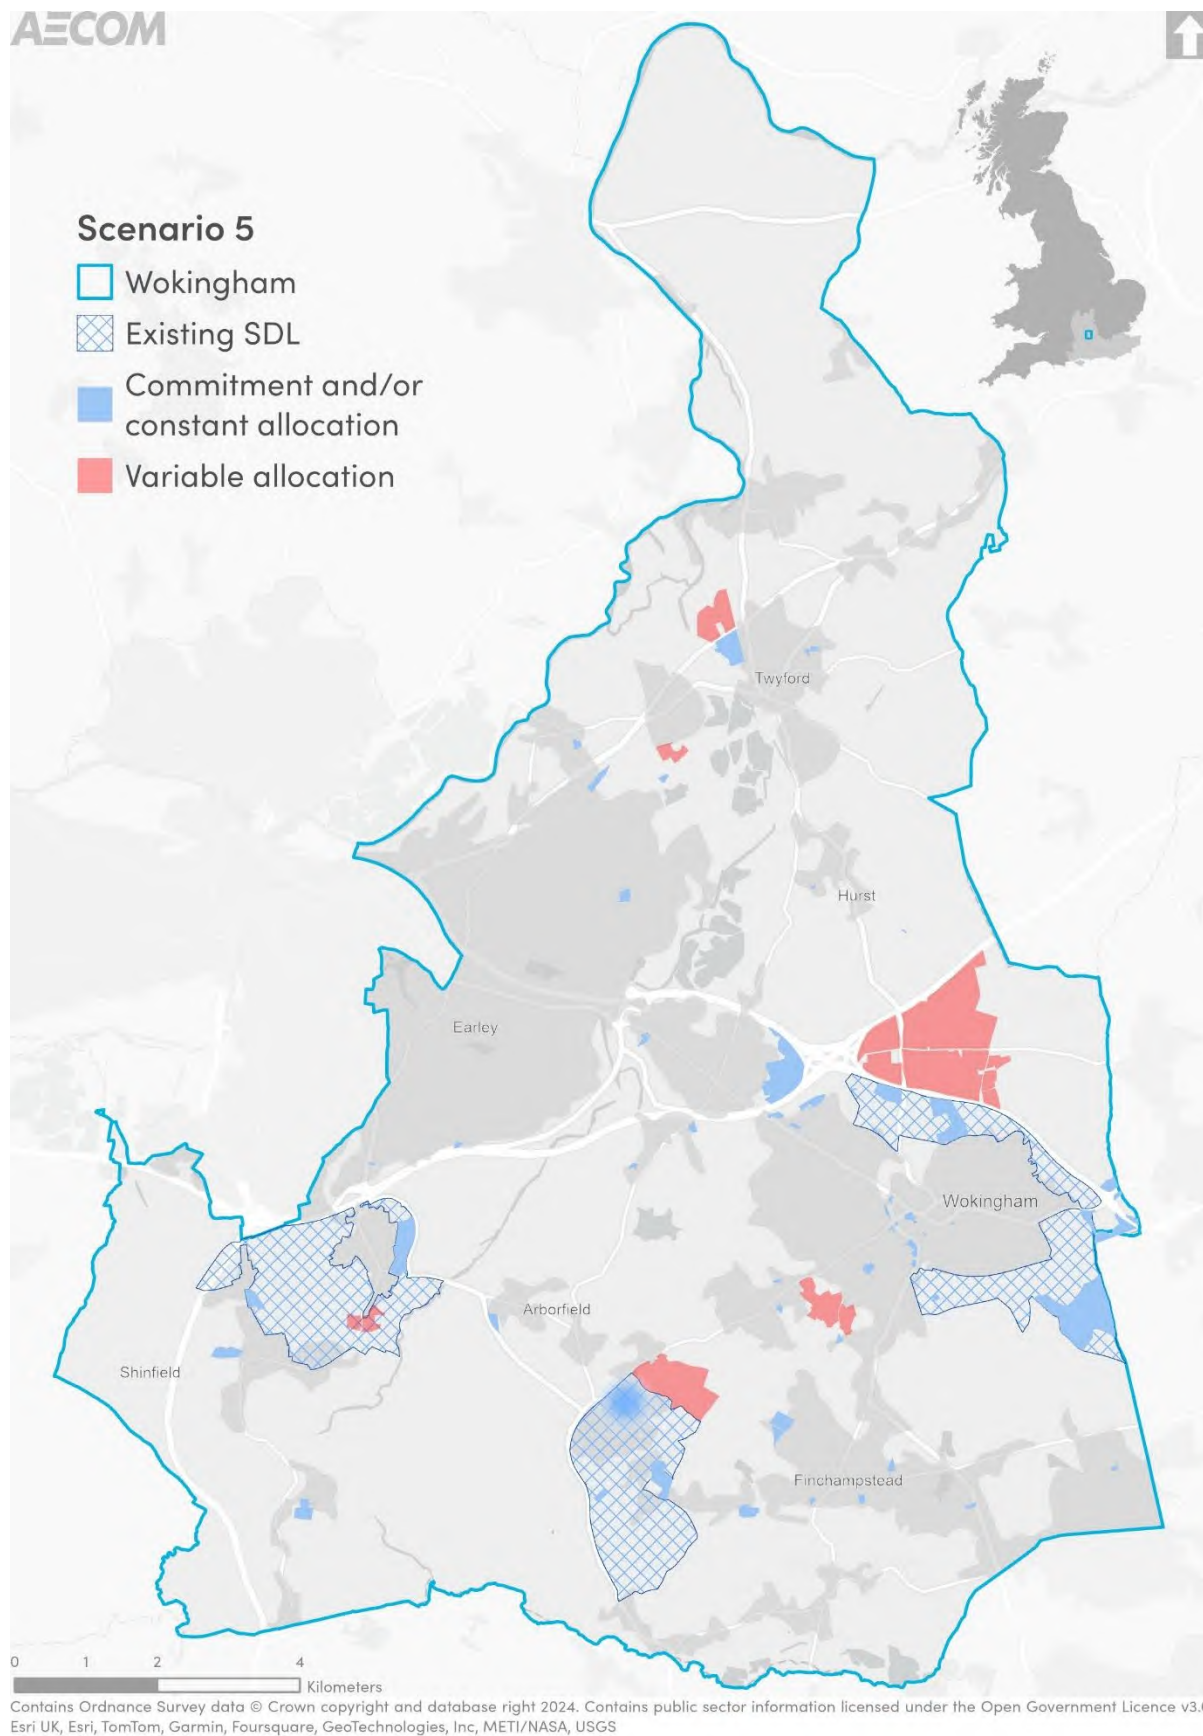 AECOM
Scenario 5
Wokingham
Existing SDL
Commitment and/or
constant allocation
Variable allocation
Twyford
Hurst
Earley
Wokingham
Arborfield
Shinfield
Finchampstead
0 1 2 4
Kilometers
Contains Ordnance Survey data © Crown copyright and database right 2024. Contains public sector information licensed under the Open Government Licence
Esri UK, Esri, TomTom, Garmin, Foursquare, GeoTechnologies, Inc, METI/NASA, USGS